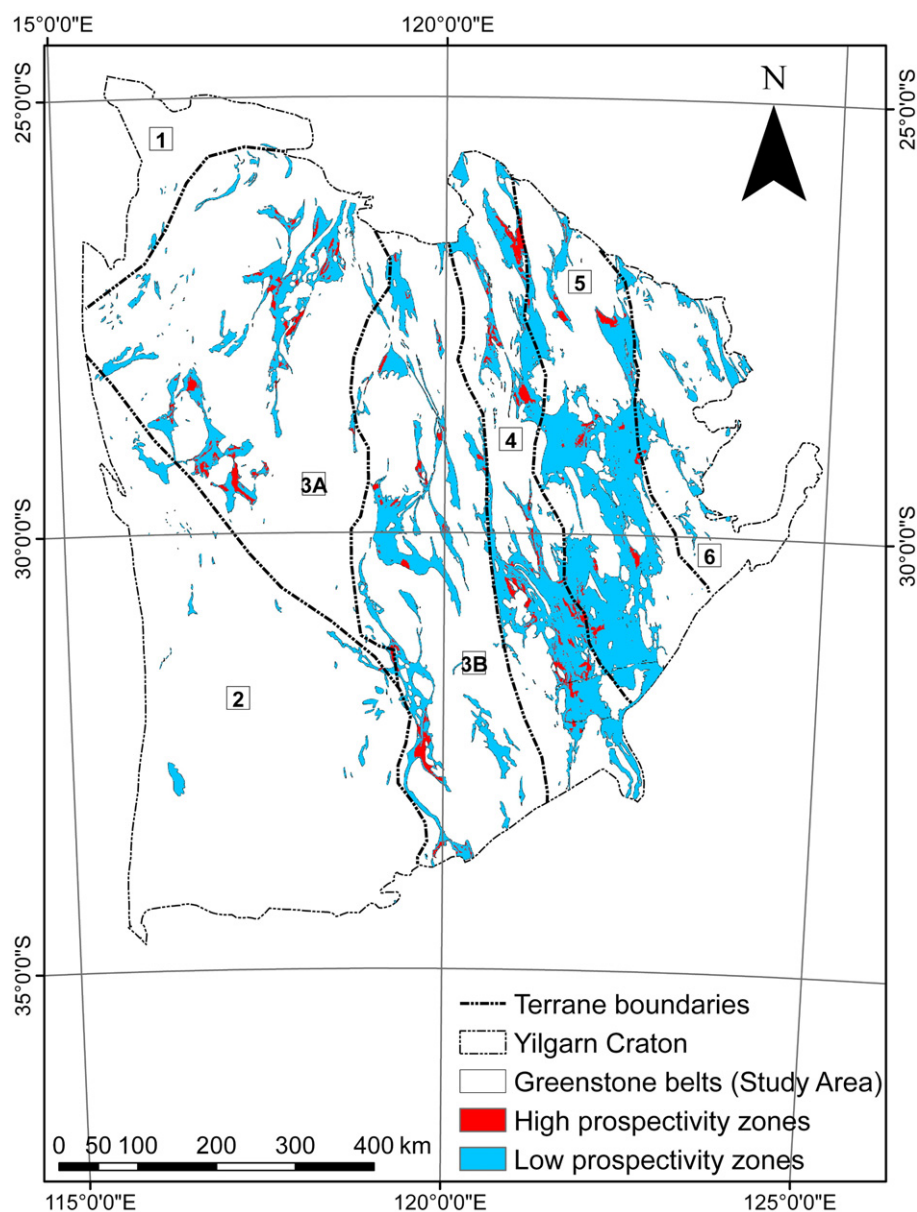 15°0'0"E 120°0'0"E
25°0'0"S
25°0'0"S
N
1
5
4
3A
30°0'0"S
30°0'0"S
6
3B
2
35°0'0"S
35°0'0"S
Terrane boundaries
Yilgarn Craton
Greenstone belts (Study Area)
High prospectivity zones
Low prospectivity zones
0 50 100 200 300 400 km
115°0'0"E 120°0'0"E 125°0'0"E